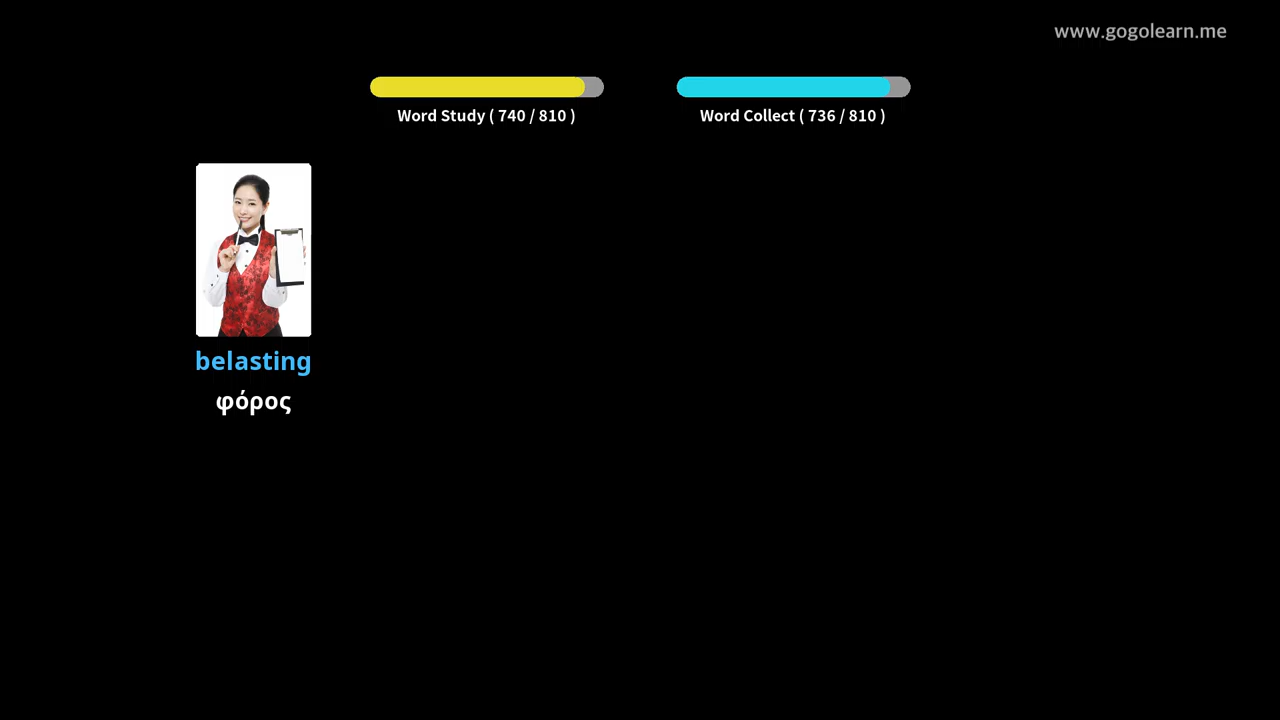 www.gogolearn.me
Word Study ( 740 / 810 )
Word Collect ( 736 / 810 )
belasting
φόρος